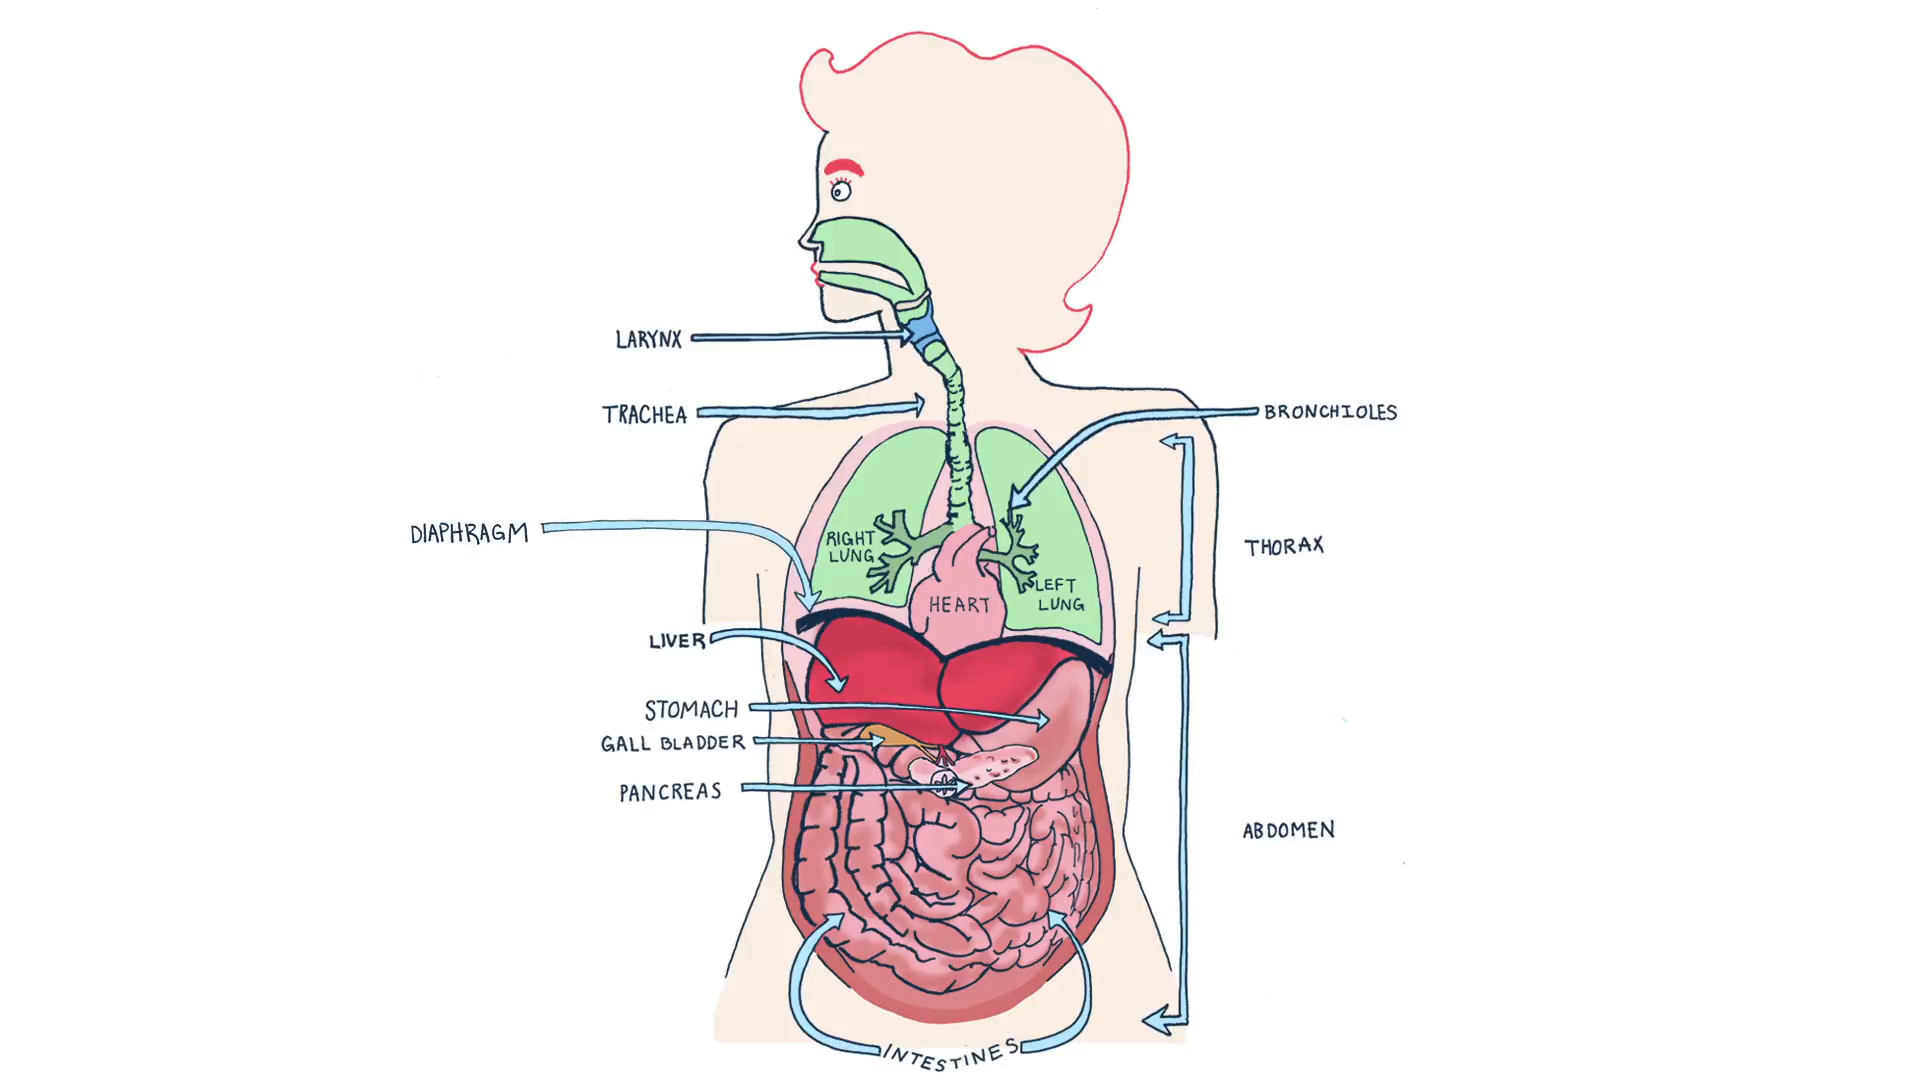 LARYNX
TRACHEA
BRONCHIOLES
DIAPHRAGM
RIGHT
LUNG
THORAX
LEFT
LUNG
HEART
LIVER
STOMACH
GALL BLADDER
PANCREAS
ABDOMEN
INTESTINES